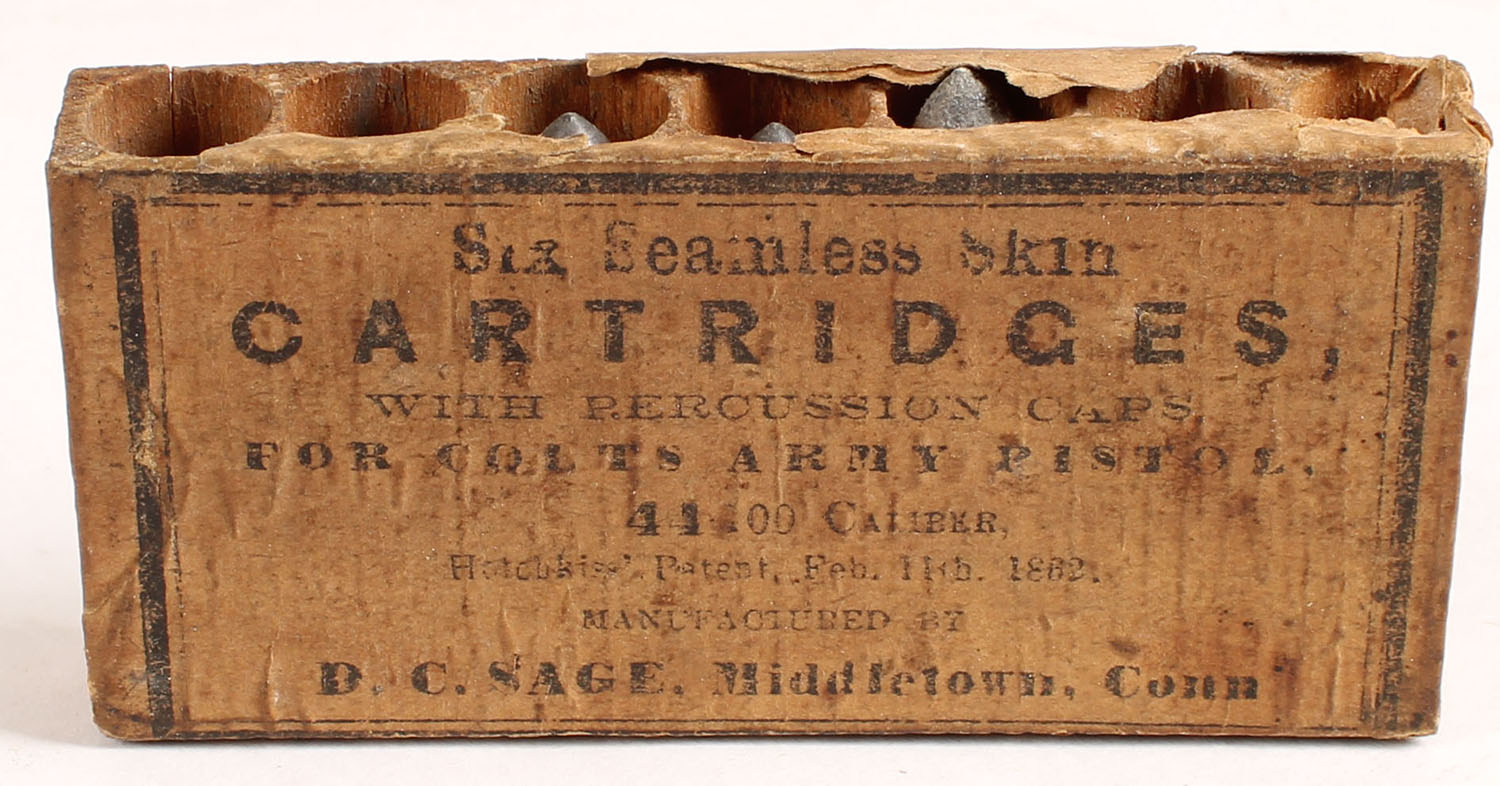 Six Seamless Skin
CARTRIDGES,
WITH PERCUSSION CAPS,
FOR COLTS ARMY PISTOL,
44-100 CALIBER,
Hotchkiss' Patent, Feb. 11th. 1862.
MANUFACTURED BY
D. C. SAGE, Middletown, Conn